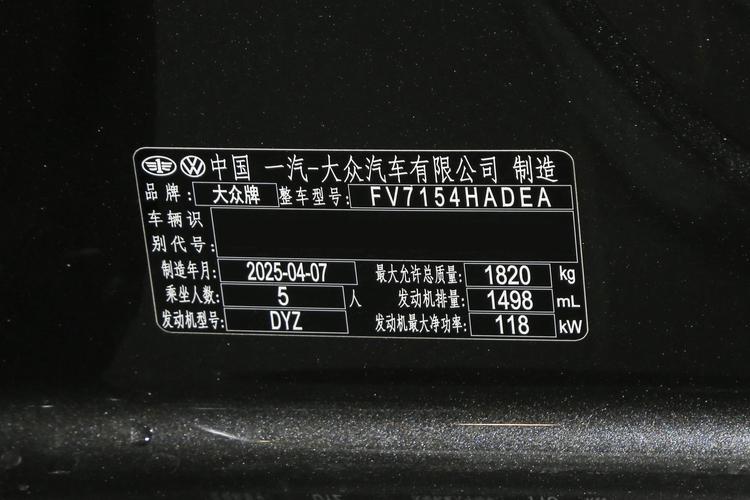 中国 一汽-大众汽车有限公司 制造
品牌: 大众牌 整车型号: FV7154HADEA
车辆识
别代号:
制造年月: 2025-04-07 最大允许总质量: 1820 kg
乘坐人数: 5 人 发动机排量: 1498 mL
发动机型号: DYZ 发动机最大净功率: 118 kW